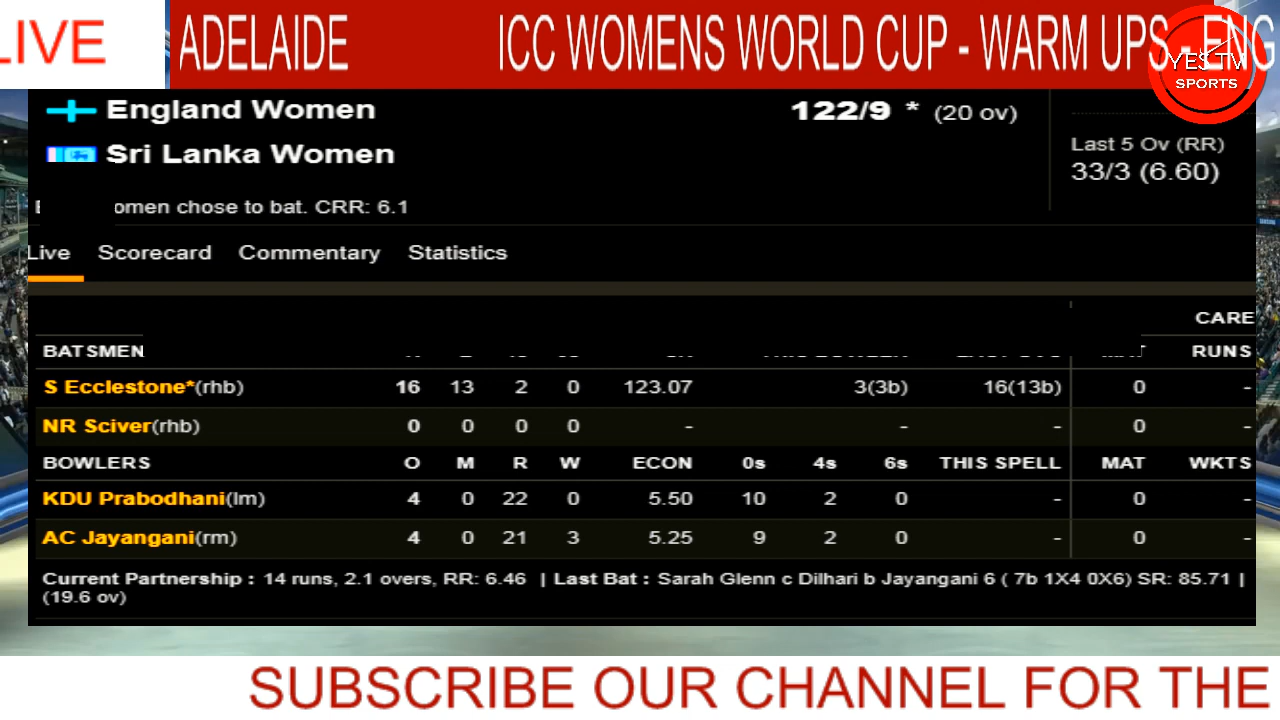 LIVE
ADELAIDE ICC WOMENS WORLD CUP - WARM UPS - ENG
YES TV
SPORTS
England Women 122/9 * (20 ov)
Sri Lanka Women
Last 5 Ov (RR)
33/3 (6.60)
omen chose to bat. CRR: 6.1
Live Scorecard Commentary Statistics
CARE
BATSMEN RUNS
S Ecclestone*(rhb) 16 13 2 0 123.07 3(3b) 16(13b) 0 -
NR Sciver(rhb) 0 0 0 0 - - - 0 -
BOWLERS O M R W ECON 0s 4s 6s THIS SPELL MAT WKTS
KDU Prabodhani(lm) 4 0 22 0 5.50 10 2 0 - 0 -
AC Jayangani(rm) 4 0 21 3 5.25 9 2 0 - 0 -
Current Partnership : 14 runs, 2.1 overs, RR: 6.46 | Last Bat : Sarah Glenn c Dilhari b Jayangani 6 ( 7b 1X4 0X6) SR: 85.71 |
(19.6 ov)
SUBSCRIBE OUR CHANNEL FOR THE